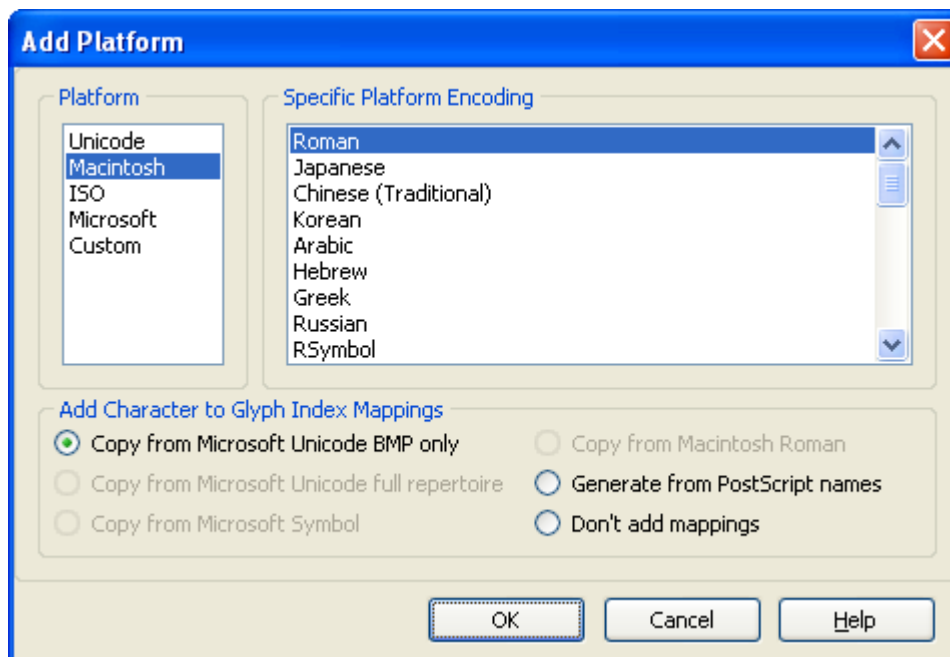 Add Platform
Platform
Specific Platform Encoding
Unicode
Macintosh
ISO
Microsoft
Custom
Roman
Japanese
Chinese (Traditional)
Korean
Arabic
Hebrew
Greek
Russian
RSymbol
Add Character to Glyph Index Mappings
Copy from Microsoft Unicode BMP only
Copy from Macintosh Roman
Copy from Microsoft Unicode full repertoire
Generate from PostScript names
Copy from Microsoft Symbol
Don't add mappings
OK
Cancel
Help